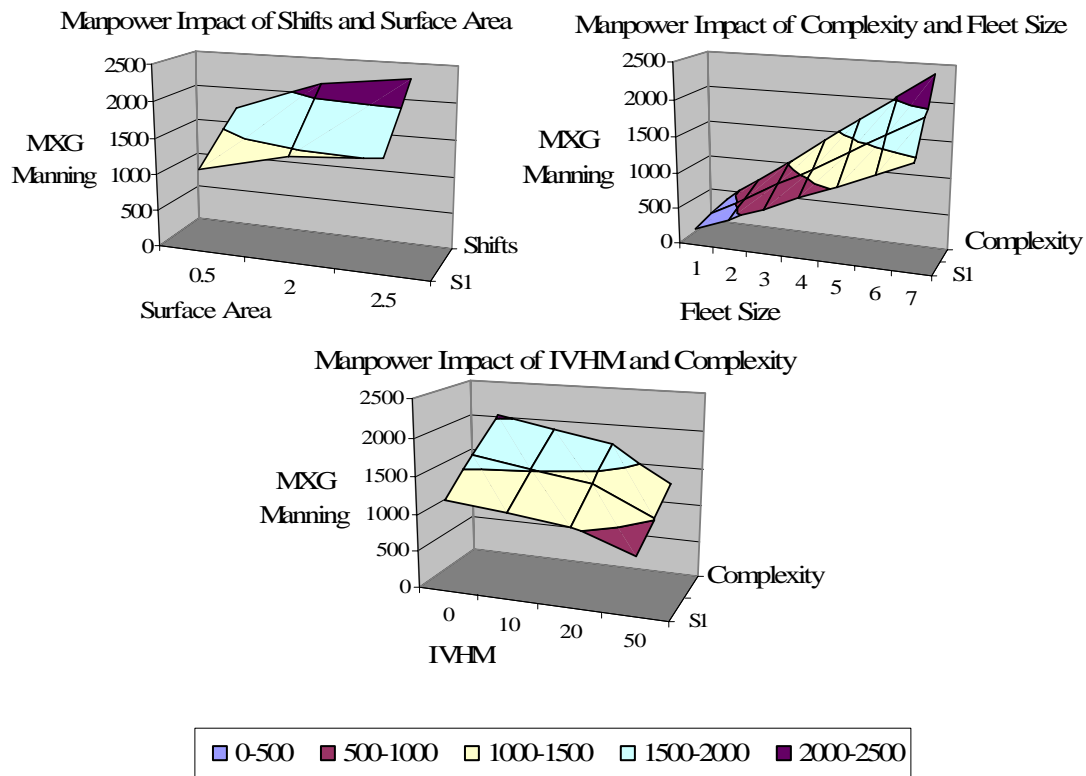 Manpower Impact of Shifts and Surface Area
2500
2000
1500
1000
500
0
MXG
Manning
0.5
2
2.5
Surface Area
Shifts
S1
Manpower Impact of Complexity and Fleet Size
2500
2000
1500
1000
500
0
MXG
Manning
1
2
3
4
5
6
7
Fleet Size
Complexity
S1
Manpower Impact of IVHM and Complexity
2500
2000
1500
1000
500
0
MXG
Manning
0
10
20
50
IVHM
Complexity
S1
0-500 500-1000 1000-1500 1500-2000 2000-2500